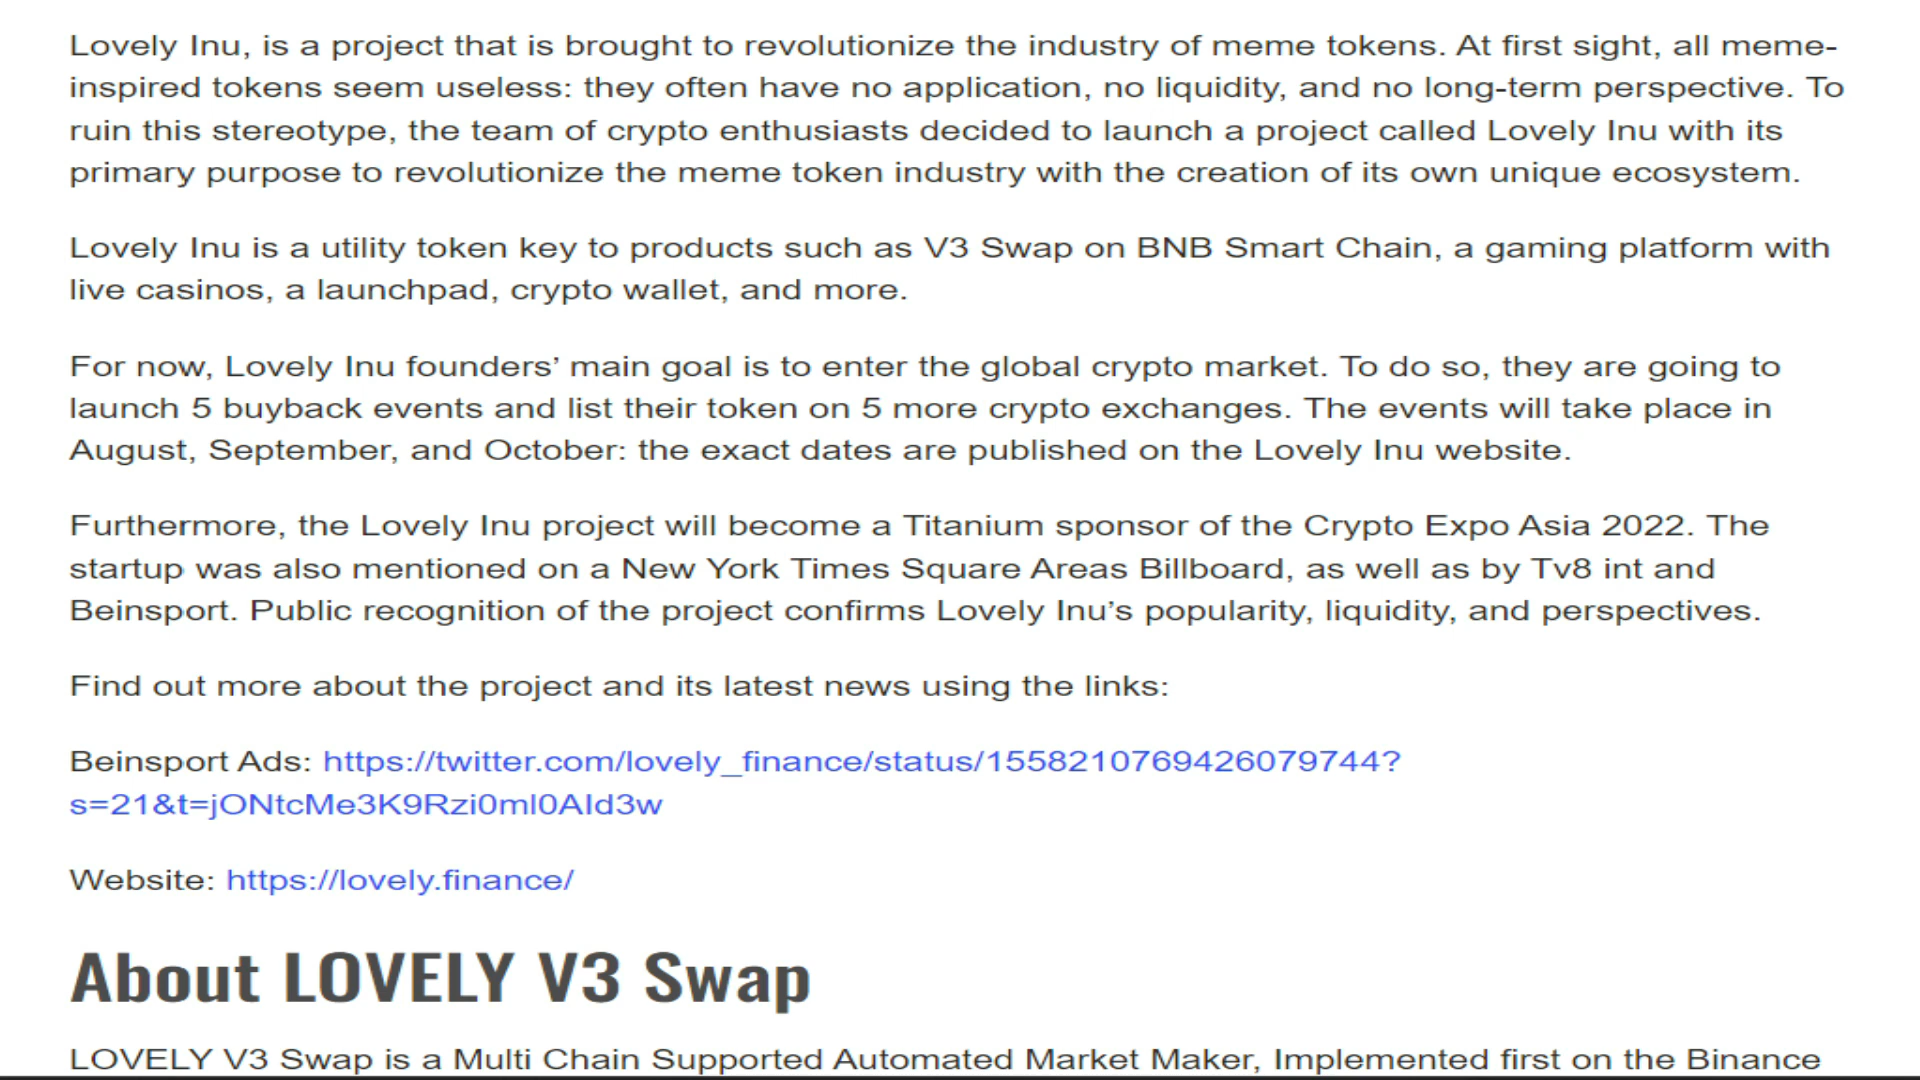 Lovely Inu, is a project that is brought to revolutionize the industry of meme tokens. At first sight, all meme-
inspired tokens seem useless: they often have no application, no liquidity, and no long-term perspective. To
ruin this stereotype, the team of crypto enthusiasts decided to launch a project called Lovely Inu with its
primary purpose to revolutionize the meme token industry with the creation of its own unique ecosystem.
Lovely Inu is a utility token key to products such as V3 Swap on BNB Smart Chain, a gaming platform with
live casinos, a launchpad, crypto wallet, and more.
For now, Lovely Inu founders’ main goal is to enter the global crypto market. To do so, they are going to
launch 5 buyback events and list their token on 5 more crypto exchanges. The events will take place in
August, September, and October: the exact dates are published on the Lovely Inu website.
Furthermore, the Lovely Inu project will become a Titanium sponsor of the Crypto Expo Asia 2022. The
startup was also mentioned on a New York Times Square Areas Billboard, as well as by Tv8 int and
Beinsport. Public recognition of the project confirms Lovely Inu’s popularity, liquidity, and perspectives.
Find out more about the project and its latest news using the links:
Beinsport Ads: https://twitter.com/lovely_finance/status/1558210769426079744?
s=21&t=jONtcMe3K9Rzi0ml0AId3w
Website: https://lovely.finance/
About LOVELY V3 Swap
LOVELY V3 Swap is a Multi Chain Supported Automated Market Maker, Implemented first on the Binance